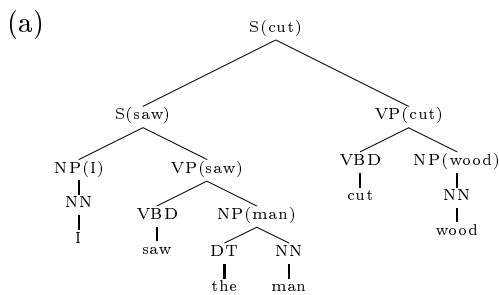 (a)
S(cut)
S(saw) VP(cut)
NP(I) VP(saw) VBD NP(wood)
NN VBD NP(man) cut NN
I saw DT NN wood
the man